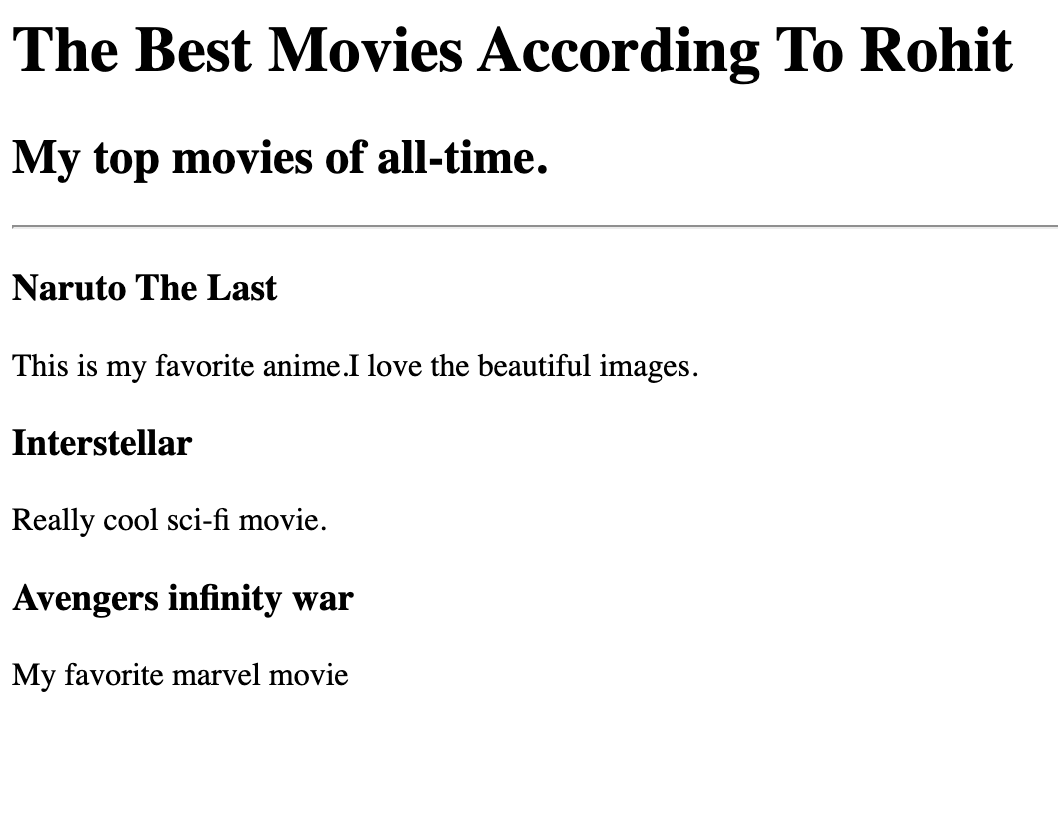 The Best Movies According To Rohit
My top movies of all-time.
Naruto The Last
This is my favorite anime.I love the beautiful images.
Interstellar
Really cool sci-fi movie.
Avengers infinity war
My favorite marvel movie